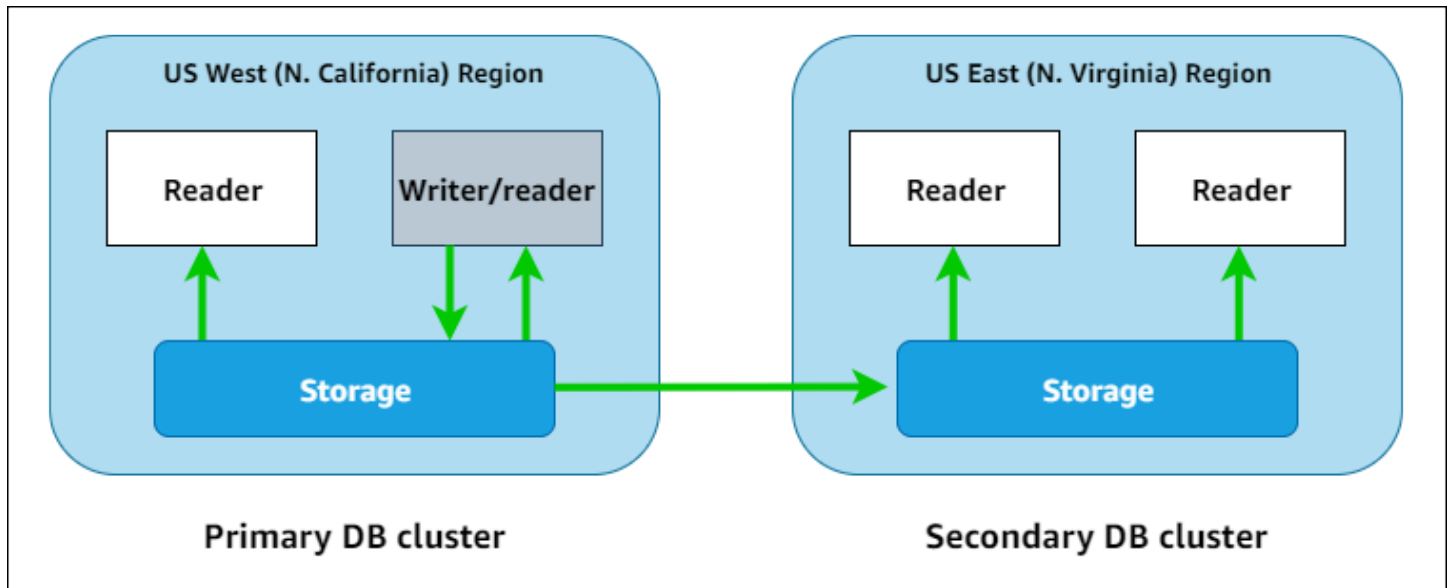 US West (N. California) Region
US East (N. Virginia) Region
Reader
Writer/reader
Reader
Reader
Storage
Storage
Primary DB cluster
Secondary DB cluster